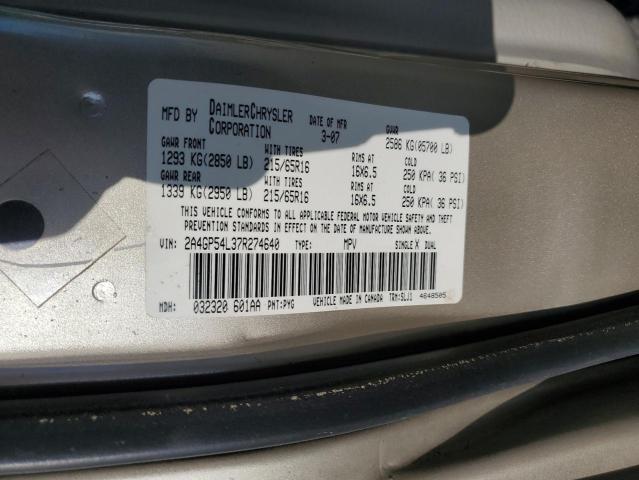 MFD BY DAIMLERCHRYSLER CORPORATION DATE OF MFR 3-07 GVWR 2586 KG(05700 LB)
GAWR FRONT WITH TIRES RIMS AT COLD
1293 KG(2850 LB) 215/65R16 16X6.5 250 KPA( 36 PSI)
GAWR REAR WITH TIRES RIMS AT COLD
1339 KG(2950 LB) 215/65R16 16X6.5 250 KPA( 36 PSI)
THIS VEHICLE CONFORMS TO ALL APPLICABLE FEDERAL MOTOR VEHICLE SAFETY AND THEFT
PREVENTION STANDARDS IN EFFECT ON THE DATE OF MANUFACTURE SHOWN ABOVE.
VIN: 2A4GP54L37R274640 TYPE: MPV SINGLE X DUAL
MDH: 032320 601AA PNT:PYG VEHICLE MADE IN CANADA TRM:SLJ1 4848505